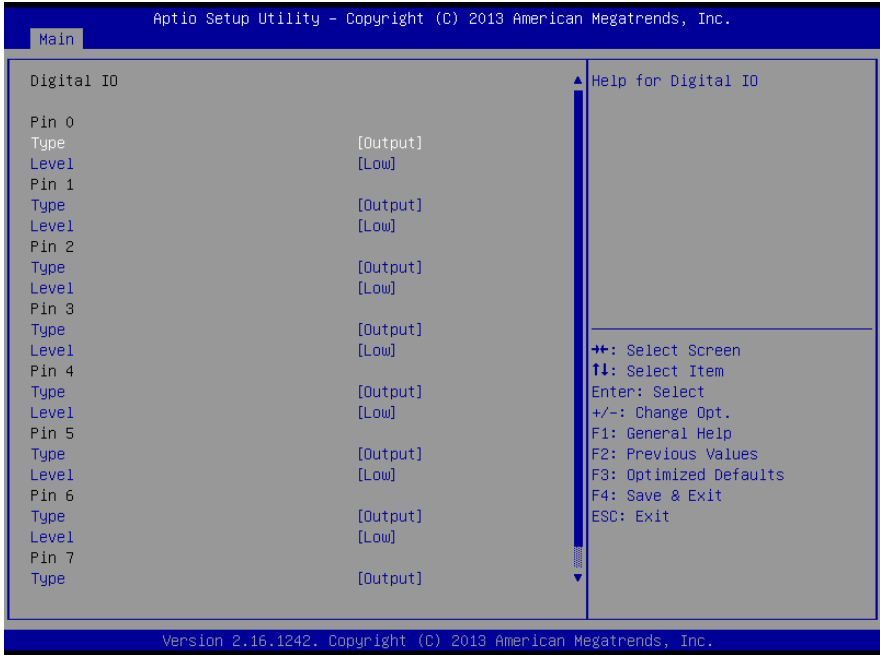 Aptio Setup Utility – Copyright (C) 2013 American Megatrends, Inc.
Main
Digital IO
Pin 0
Type [Output]
Level [Low]
Pin 1
Type [Output]
Level [Low]
Pin 2
Type [Output]
Level [Low]
Pin 3
Type [Output]
Level [Low]
Pin 4
Type [Output]
Level [Low]
Pin 5
Type [Output]
Level [Low]
Pin 6
Type [Output]
Level [Low]
Pin 7
Type [Output]
Help for Digital IO
→←: Select Screen
↑↓: Select Item
Enter: Select
+/-: Change Opt.
F1: General Help
F2: Previous Values
F3: Optimized Defaults
F4: Save & Exit
ESC: Exit
Version 2.16.1242. Copyright (C) 2013 American Megatrends, Inc.